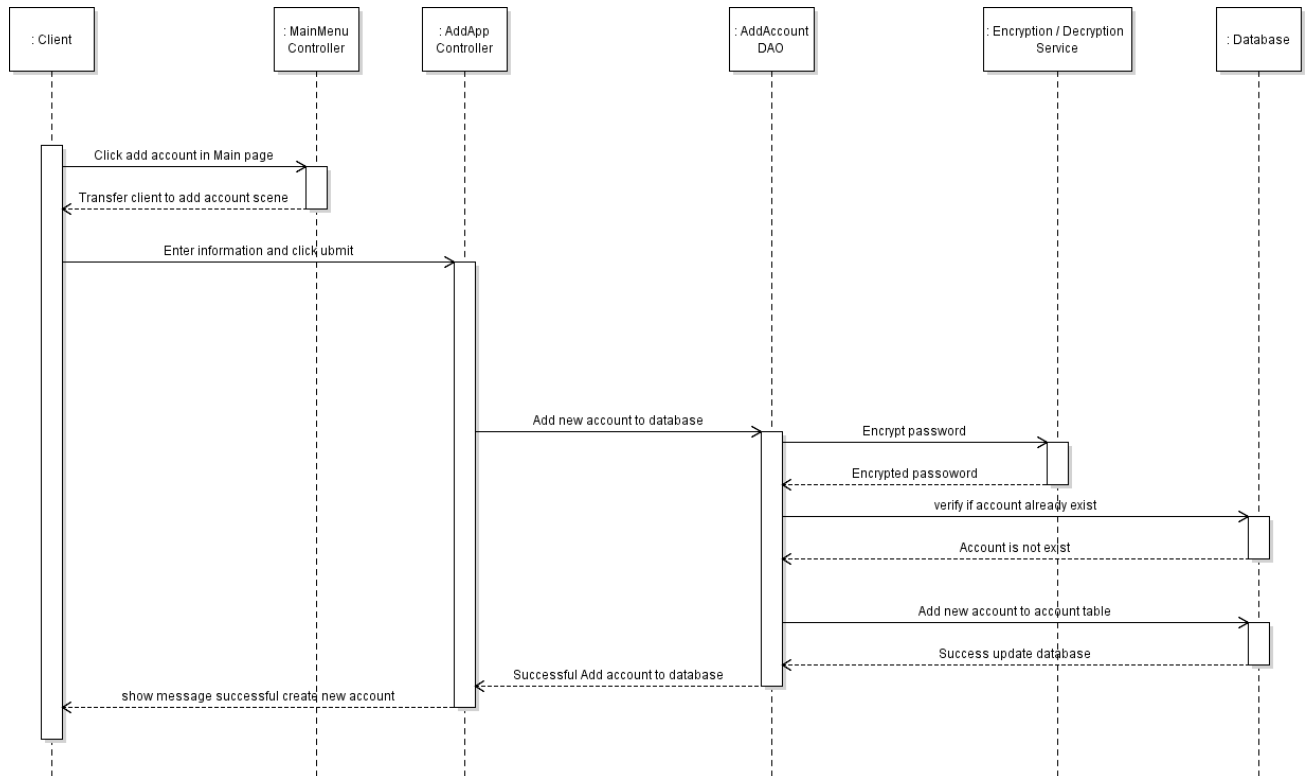 : Client
: MainMenu
Controller
: AddApp
Controller
: AddAccount
DAO
: Encryption / Decryption
Service
: Database
Click add account in Main page
Transfer client to add account scene
Enter information and click ubmit
Add new account to database
Encrypt password
Encrypted passoword
verify if account already exist
Account is not exist
Add new account to account table
Success update database
Successful Add account to database
show message successful create new account